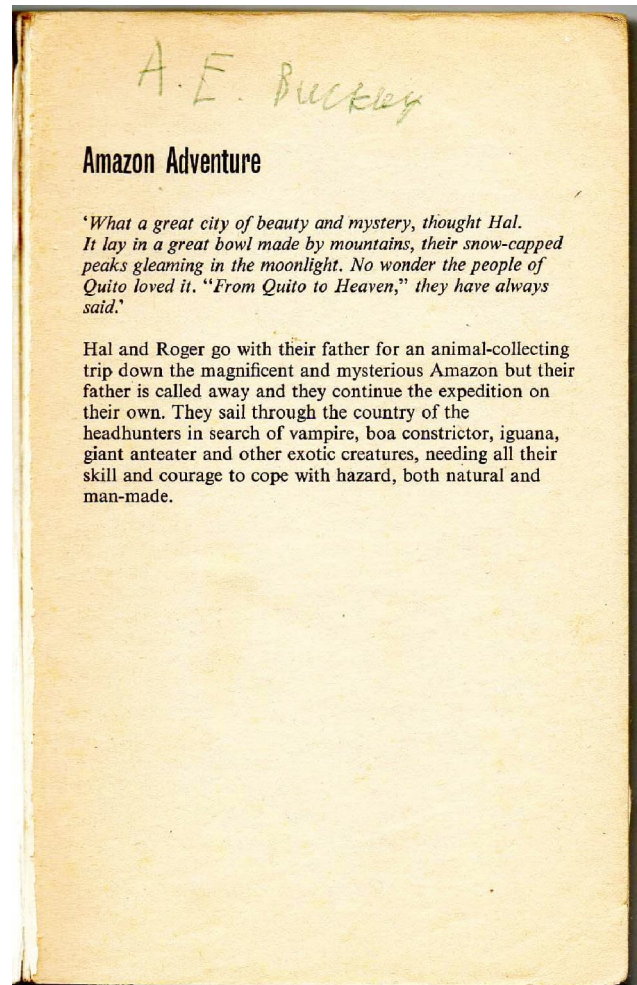 A. E. Buckley
Amazon Adventure
‘What a great city of beauty and mystery, thought Hal.
It lay in a great bowl made by mountains, their snow-capped
peaks gleaming in the moonlight. No wonder the people of
Quito loved it. “From Quito to Heaven,” they have always
said.’
Hal and Roger go with their father for an animal-collecting
trip down the magnificent and mysterious Amazon but their
father is called away and they continue the expedition on
their own. They sail through the country of the
headhunters in search of vampire, boa constrictor, iguana,
giant anteater and other exotic creatures, needing all their
skill and courage to cope with hazard, both natural and
man-made.